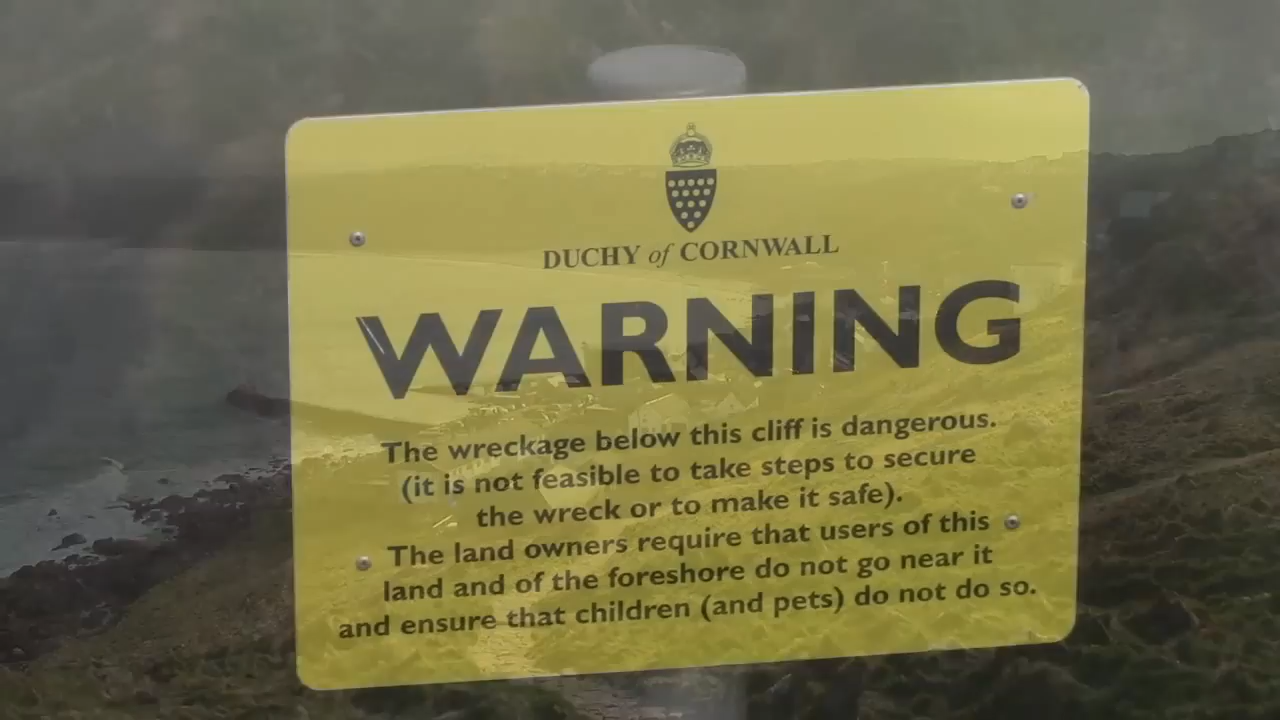 DUCHY of CORNWALL
WARNING
The wreckage below this cliff is dangerous.
(it is not feasible to take steps to secure
the wreck or to make it safe).
The land owners require that users of this
land and of the foreshore do not go near it
and ensure that children (and pets) do not do so.